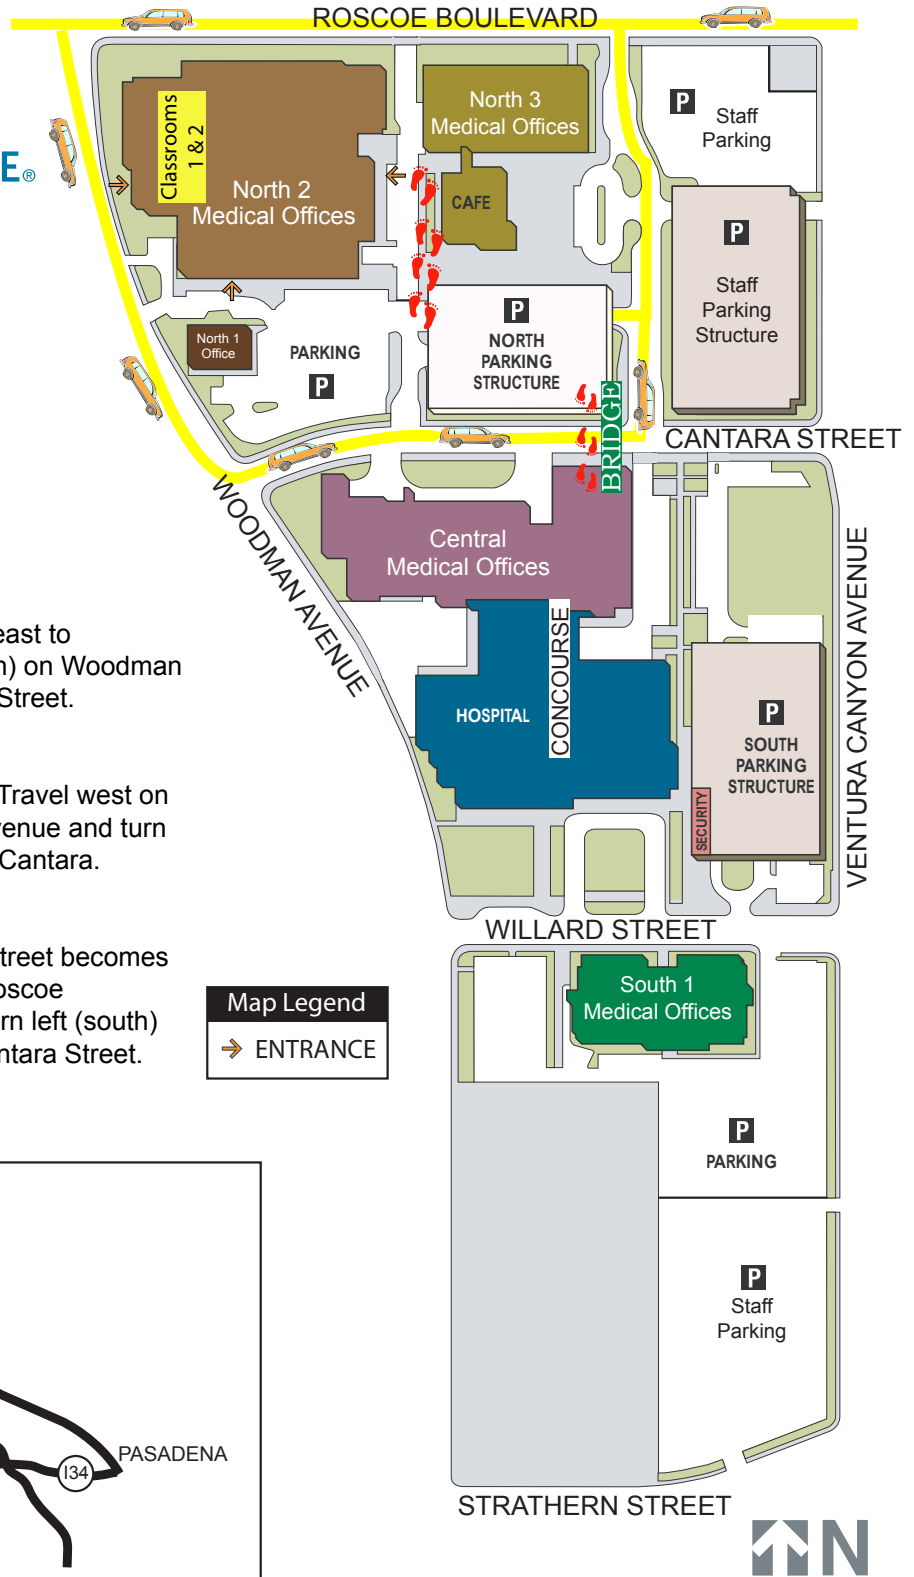 ROSCOE BOULEVARD
E®
Classrooms
1 & 2
North 2
Medical Offices
North 3
Medical Offices
CAFE
P
Staff
Parking
P
Staff
Parking
Structure
North 1
Office
PARKING
P
P
NORTH
PARKING
STRUCTURE
BRIDGE
CANTARA STREET
WOODMAN AVENUE
Central
Medical Offices
CONCOURSE
HOSPITAL
P
SOUTH
PARKING
STRUCTURE
SECURITY
VENTURA CANYON AVENUE
east to
) on Woodman
Street.
Travel west on
venue and turn
Cantara.
treet becomes
oscoe
rn left (south)
ntara Street.
WILLARD STREET
South 1
Medical Offices
Map Legend
ENTRANCE
P
PARKING
P
Staff
Parking
PASADENA
134
STRATHERN STREET
N